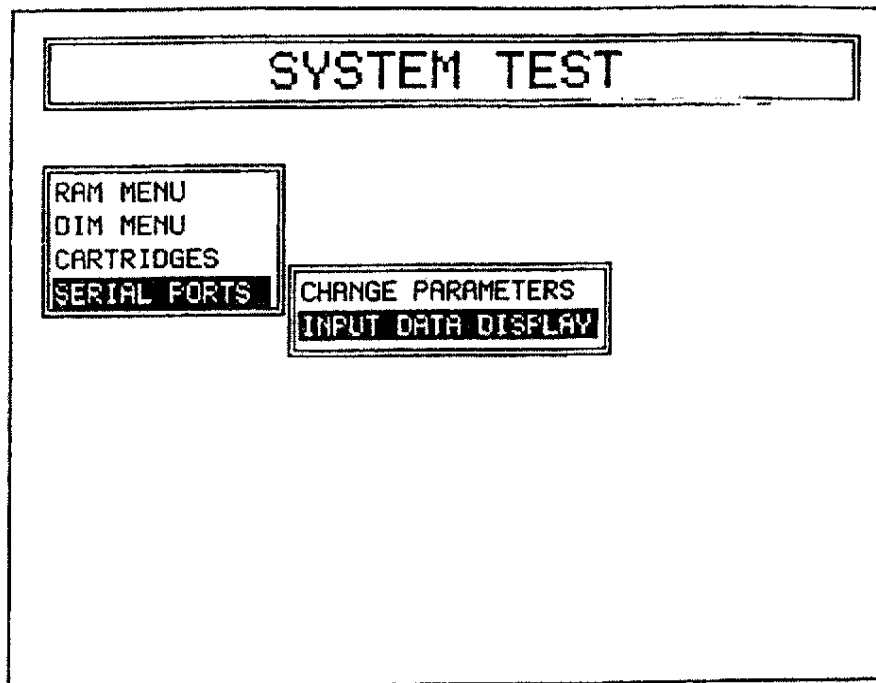 SYSTEM TEST
RAM MENU
DIM MENU
CARTRIDGES
SERIAL PORTS
CHANGE PARAMETERS
INPUT DATA DISPLAY